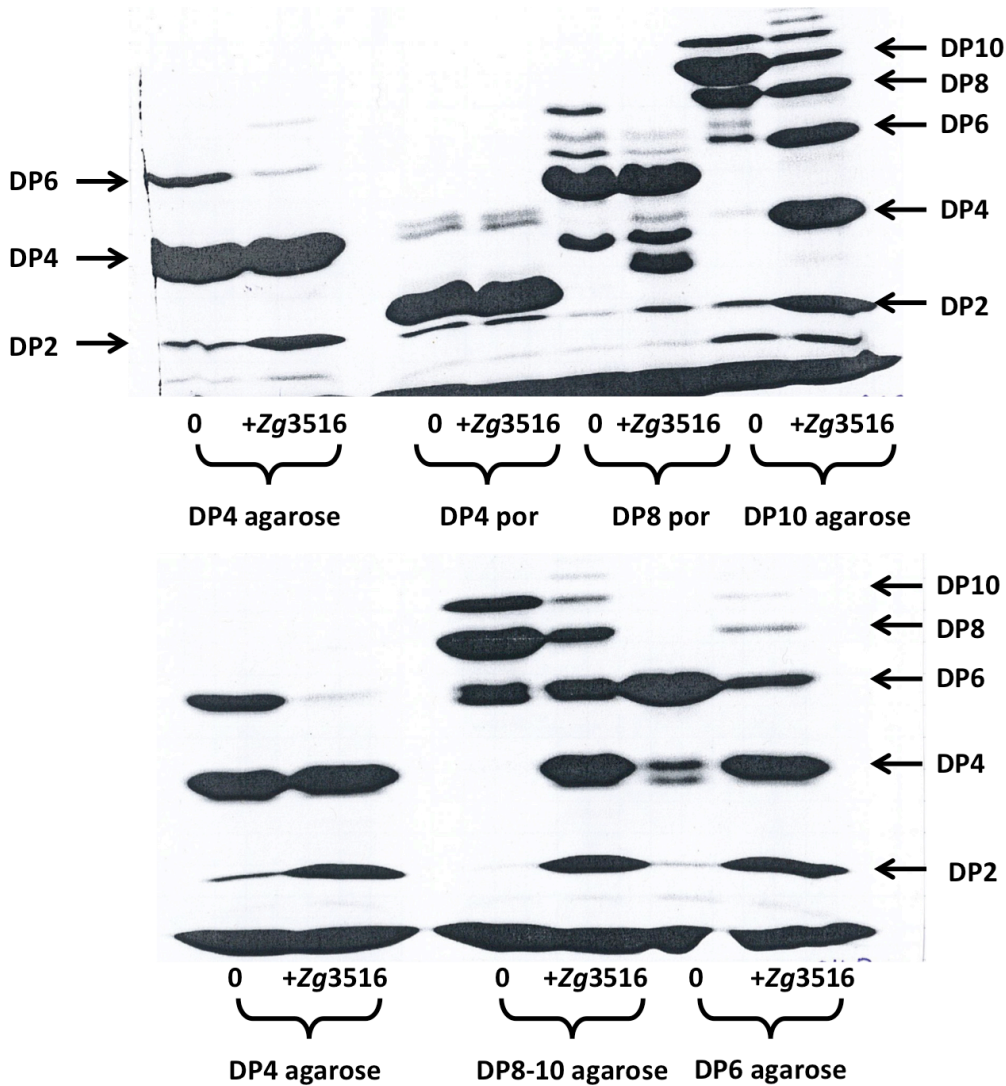 DP10
DP8
DP6
DP6
DP4
DP4
DP2
DP2
0 +Zg3516 0 +Zg3516 0 +Zg3516 0 +Zg3516
DP4 agarose DP4 por DP8 por DP10 agarose
DP10
DP8
DP6
DP4
DP2
0 +Zg3516 0 +Zg3516 0 +Zg3516
DP4 agarose DP8-10 agarose DP6 agarose